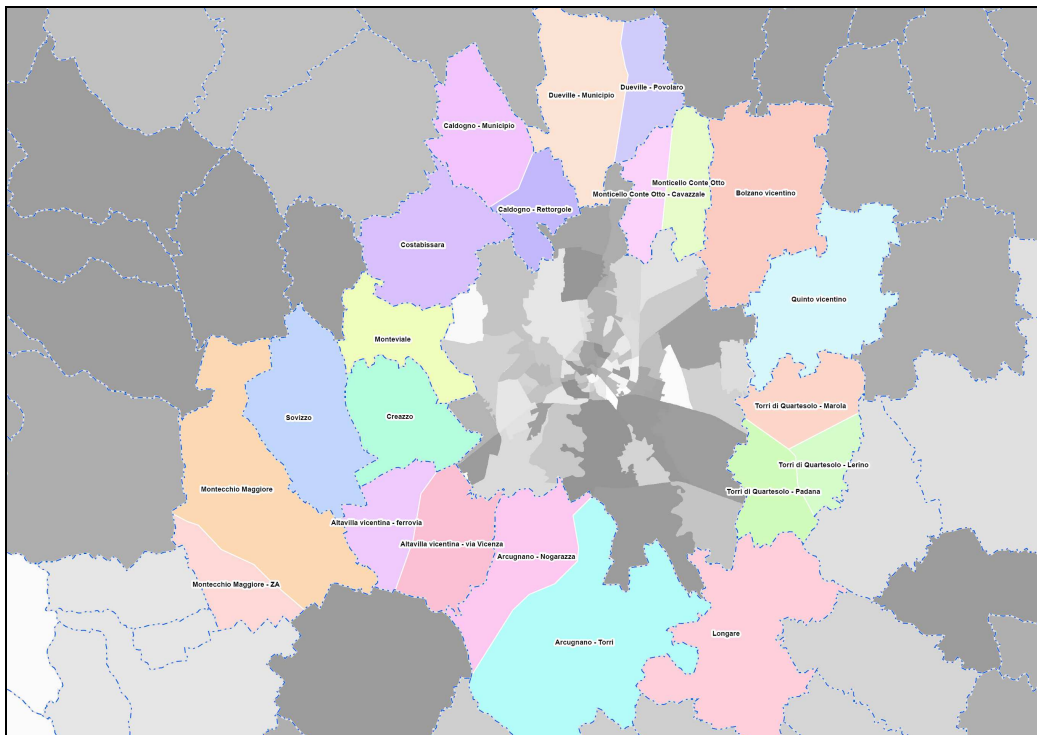 Dueville - Povolaro
Dueville - Municipio
Caldogno - Municipio
Monticello Conte Otto
Monticello Conte Otto - Cavazzale
Bolzano vicentino
Caldogno - Rettorgole
Costabissara
Quinto vicentino
Monteviale
Torri di Quartesolo - Marola
Sovizzo
Creazzo
Torri di Quartesolo - Lerino
Montecchio Maggiore
Torri di Quartesolo - Padana
Altavilla vicentina - ferrovia
Altavilla vicentina - via Vicenza
Arcugnano - Nogarazza
Montecchio Maggiore - ZA
Longare
Arcugnano - Torri